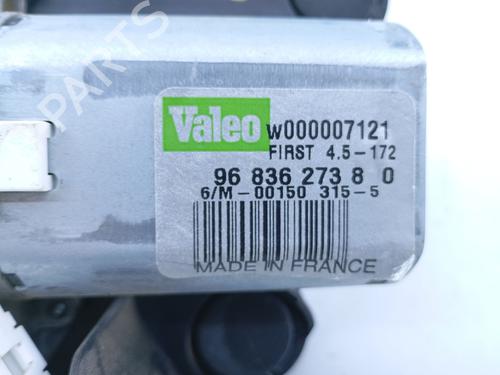 Valeo W000007121
FIRST 4.5-172
96 836 273 8 0
6/M-00150 315-5
MADE IN FRANCE
PARTS